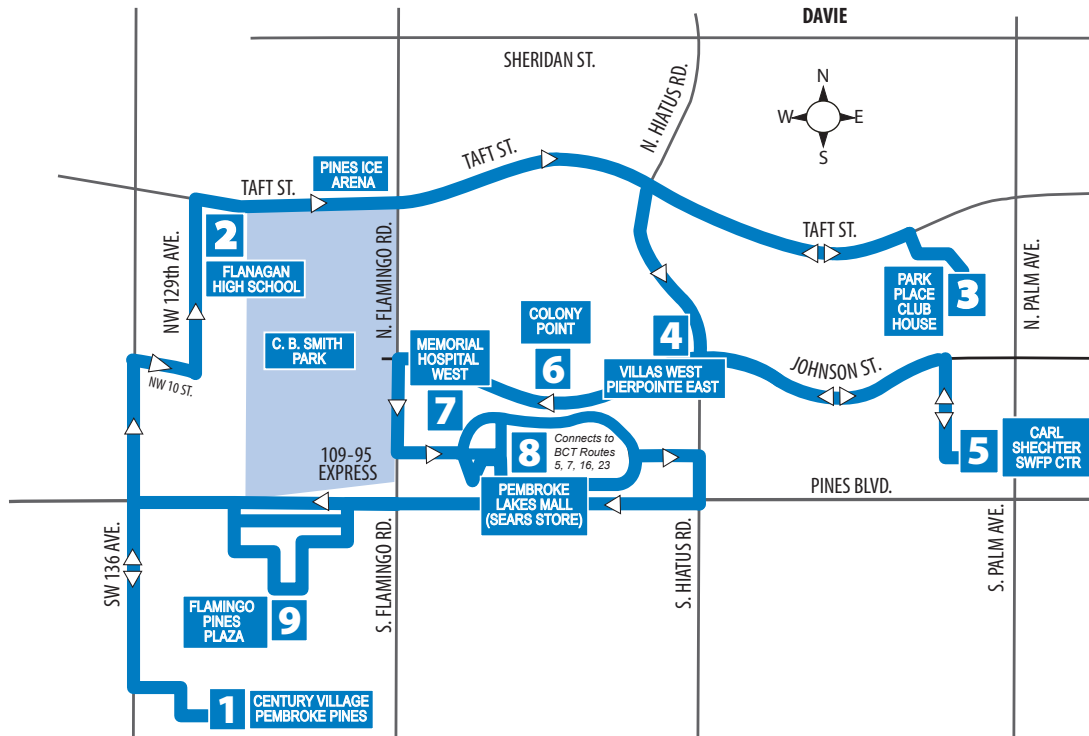 DAVIE
SHERIDAN ST.
N. HIATUS RD.
N
W
E
S
TAFT ST.
PINES ICE
ARENA
TAFT ST.
NW 129th AVE.
2
FLANAGAN
HIGH SCHOOL
N. FLAMINGO RD.
TAFT ST.
PARK
PLACE
CLUB
HOUSE
3
N. PALM AVE.
C. B. SMITH
PARK
NW 10 ST.
MEMORIAL
HOSPITAL
WEST
7
COLONY
POINT
6
4
VILLAS WEST
PIERPOINTE EAST
JOHNSON ST.
5
CARL
SHECHTER
SWFP CTR
109-95
EXPRESS
8
Connects to
BCT Routes
5, 7, 16, 23
PEMBROKE
LAKES MALL
(SEARS STORE)
PINES BLVD.
SW 136 AVE.
S. FLAMINGO RD.
S. HIATUS RD.
S. PALM AVE.
FLAMINGO
PINES
PLAZA
9
1
CENTURY VILLAGE
PEMBROKE PINES